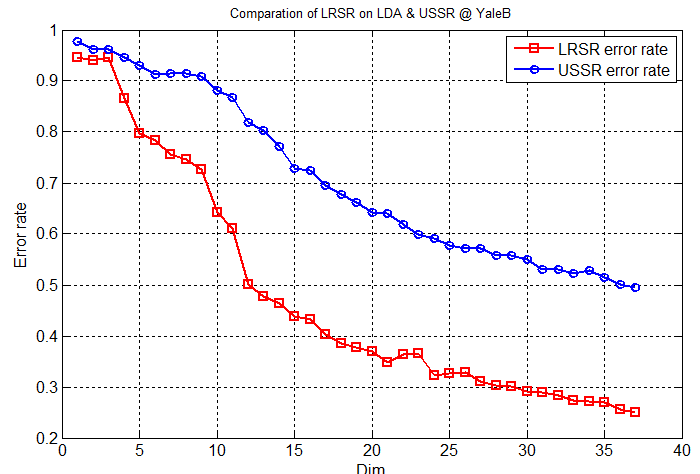 Comparation of LRSR on LDA & USSR @ YaleB
LRSR error rate
USSR error rate
Error rate
1
0.9
0.8
0.7
0.6
0.5
0.4
0.3
0.2
0 5 10 15 20 25 30 35 40
Dim